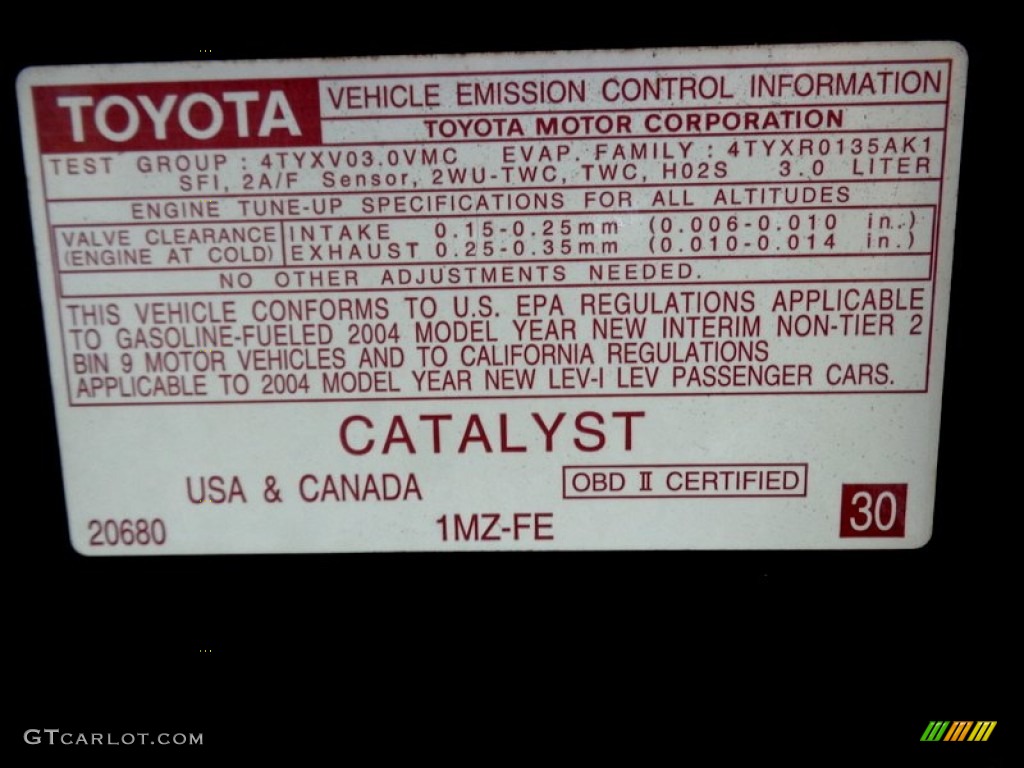 TOYOTA
VEHICLE EMISSION CONTROL INFORMATION
TOYOTA MOTOR CORPORATION
TEST GROUP : 4TYXV03.0VMC EVAP. FAMILY : 4TYXR0135AK1
SFI, 2A/F Sensor, 2WU-TWC, TWC, HO2S 3.0 LITER
ENGINE TUNE-UP SPECIFICATIONS FOR ALL ALTITUDES
VALVE CLEARANCE INTAKE 0.15-0.25mm (0.006-0.010 in.)
(ENGINE AT COLD) EXHAUST 0.25-0.35mm (0.010-0.014 in.)
NO OTHER ADJUSTMENTS NEEDED.
THIS VEHICLE CONFORMS TO U.S. EPA REGULATIONS APPLICABLE
TO GASOLINE-FUELED 2004 MODEL YEAR NEW INTERIM NON-TIER 2
BIN 9 MOTOR VEHICLES AND TO CALIFORNIA REGULATIONS
APPLICABLE TO 2004 MODEL YEAR NEW LEV-I LEV PASSENGER CARS.
CATALYST
USA & CANADA OBD II CERTIFIED
20680 1MZ-FE 30
GTCARLOT.COM